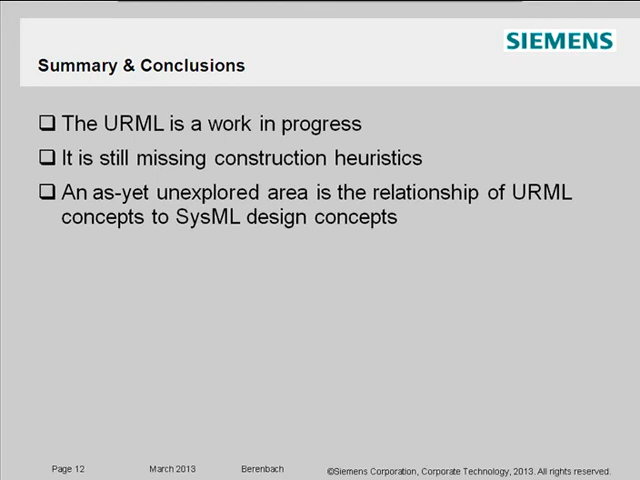 SIEMENS
Summary & Conclusions
The URML is a work in progress
It is still missing construction heuristics
An as-yet unexplored area is the relationship of URML
concepts to SysML design concepts
Page 12 March 2013 Berenbach ©Siemens Corporation, Corporate Technology, 2013. All rights reserved.